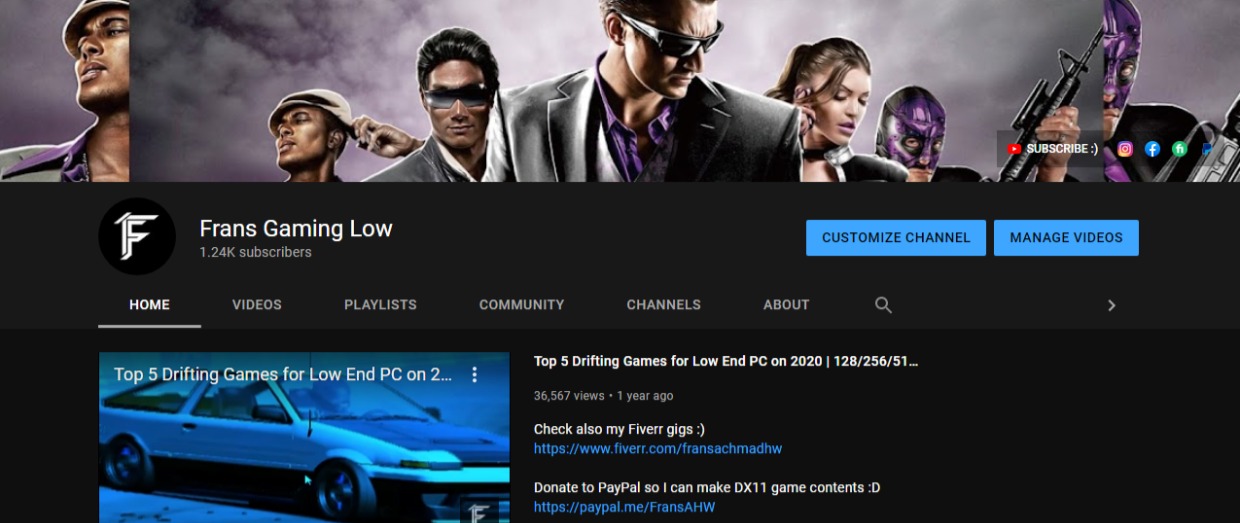 SUBSCRIBE :)
Frans Gaming Low
1.24K subscribers
CUSTOMIZE CHANNEL
MANAGE VIDEOS
HOME
VIDEOS
PLAYLISTS
COMMUNITY
CHANNELS
ABOUT
Top 5 Drifting Games for Low End PC on 2...
Top 5 Drifting Games for Low End PC on 2020 | 128/256/51...
36,567 views • 1 year ago
Check also my Fiverr gigs :)
https://www.fiverr.com/fransachmadhw
Donate to PayPal so I can make DX11 game contents :D
https://paypal.me/FransAHW